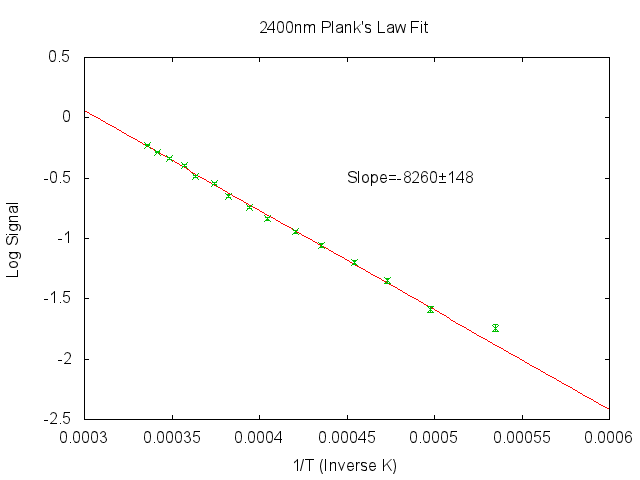 2400nm Plank's Law Fit
0.5
0
-0.5
-1
-1.5
-2
-2.5
Slope=-8260±148
Log Signal
0.0003 0.00035 0.0004 0.00045 0.0005 0.00055 0.0006
1/T (Inverse K)